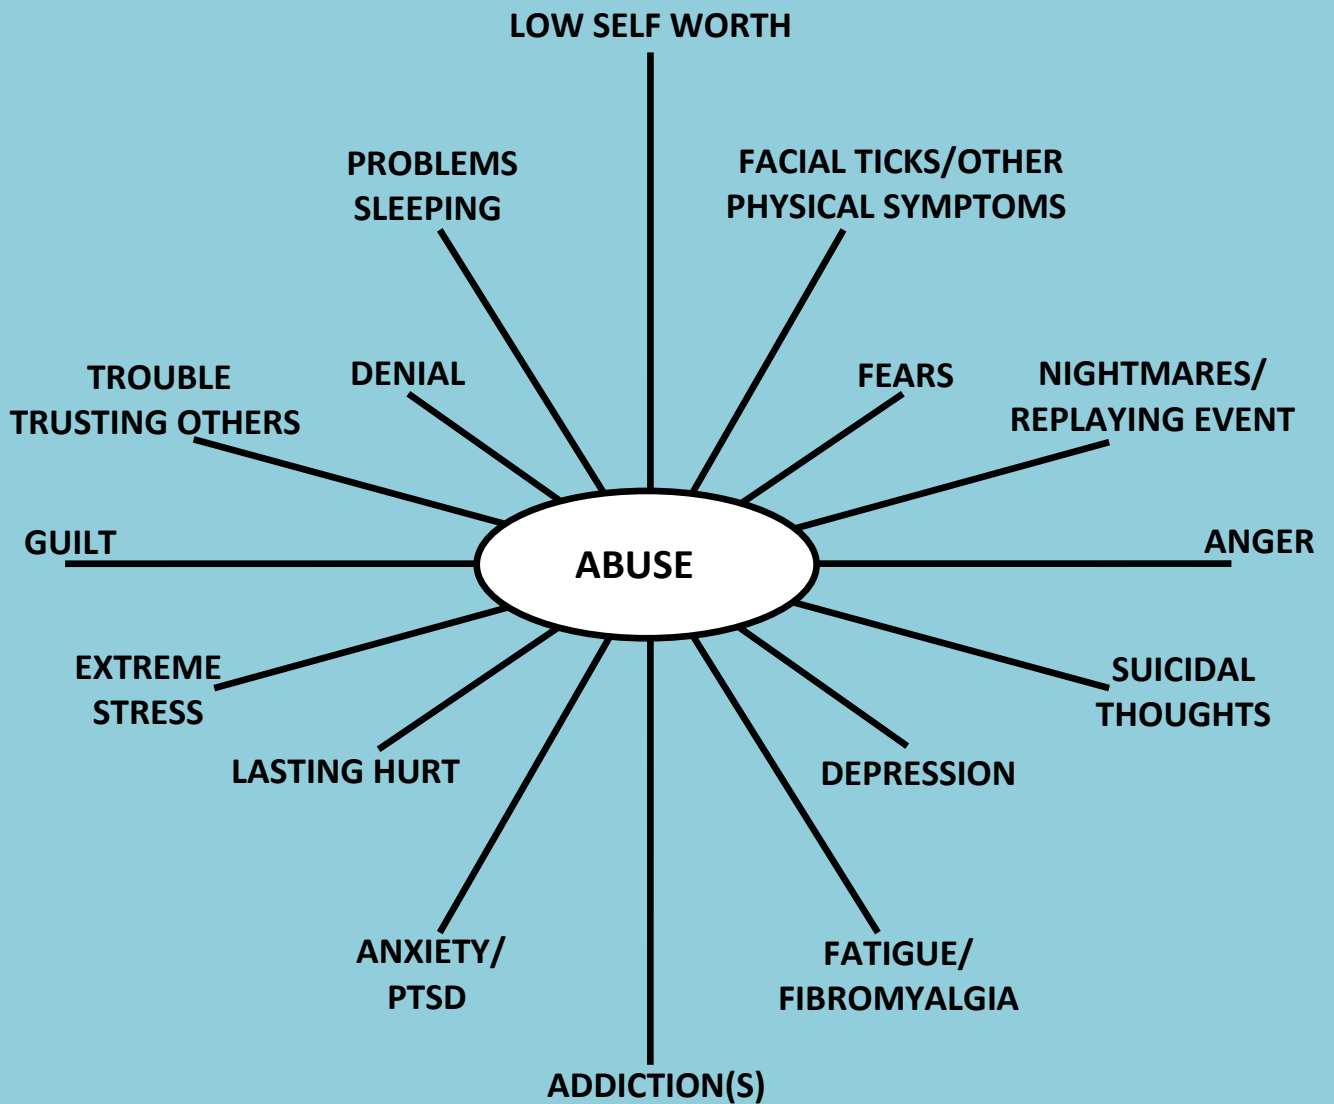 LOW SELF WORTH
PROBLEMS
SLEEPING
FACIAL TICKS/OTHER
PHYSICAL SYMPTOMS
TROUBLE
TRUSTING OTHERS
DENIAL
FEARS
NIGHTMARES/
REPLAYING EVENT
GUILT
ABUSE
ANGER
EXTREME
STRESS
LASTING HURT
DEPRESSION
SUICIDAL
THOUGHTS
ANXIETY/
PTSD
FATIGUE/
FIBROMYALGIA
ADDICTION(S)